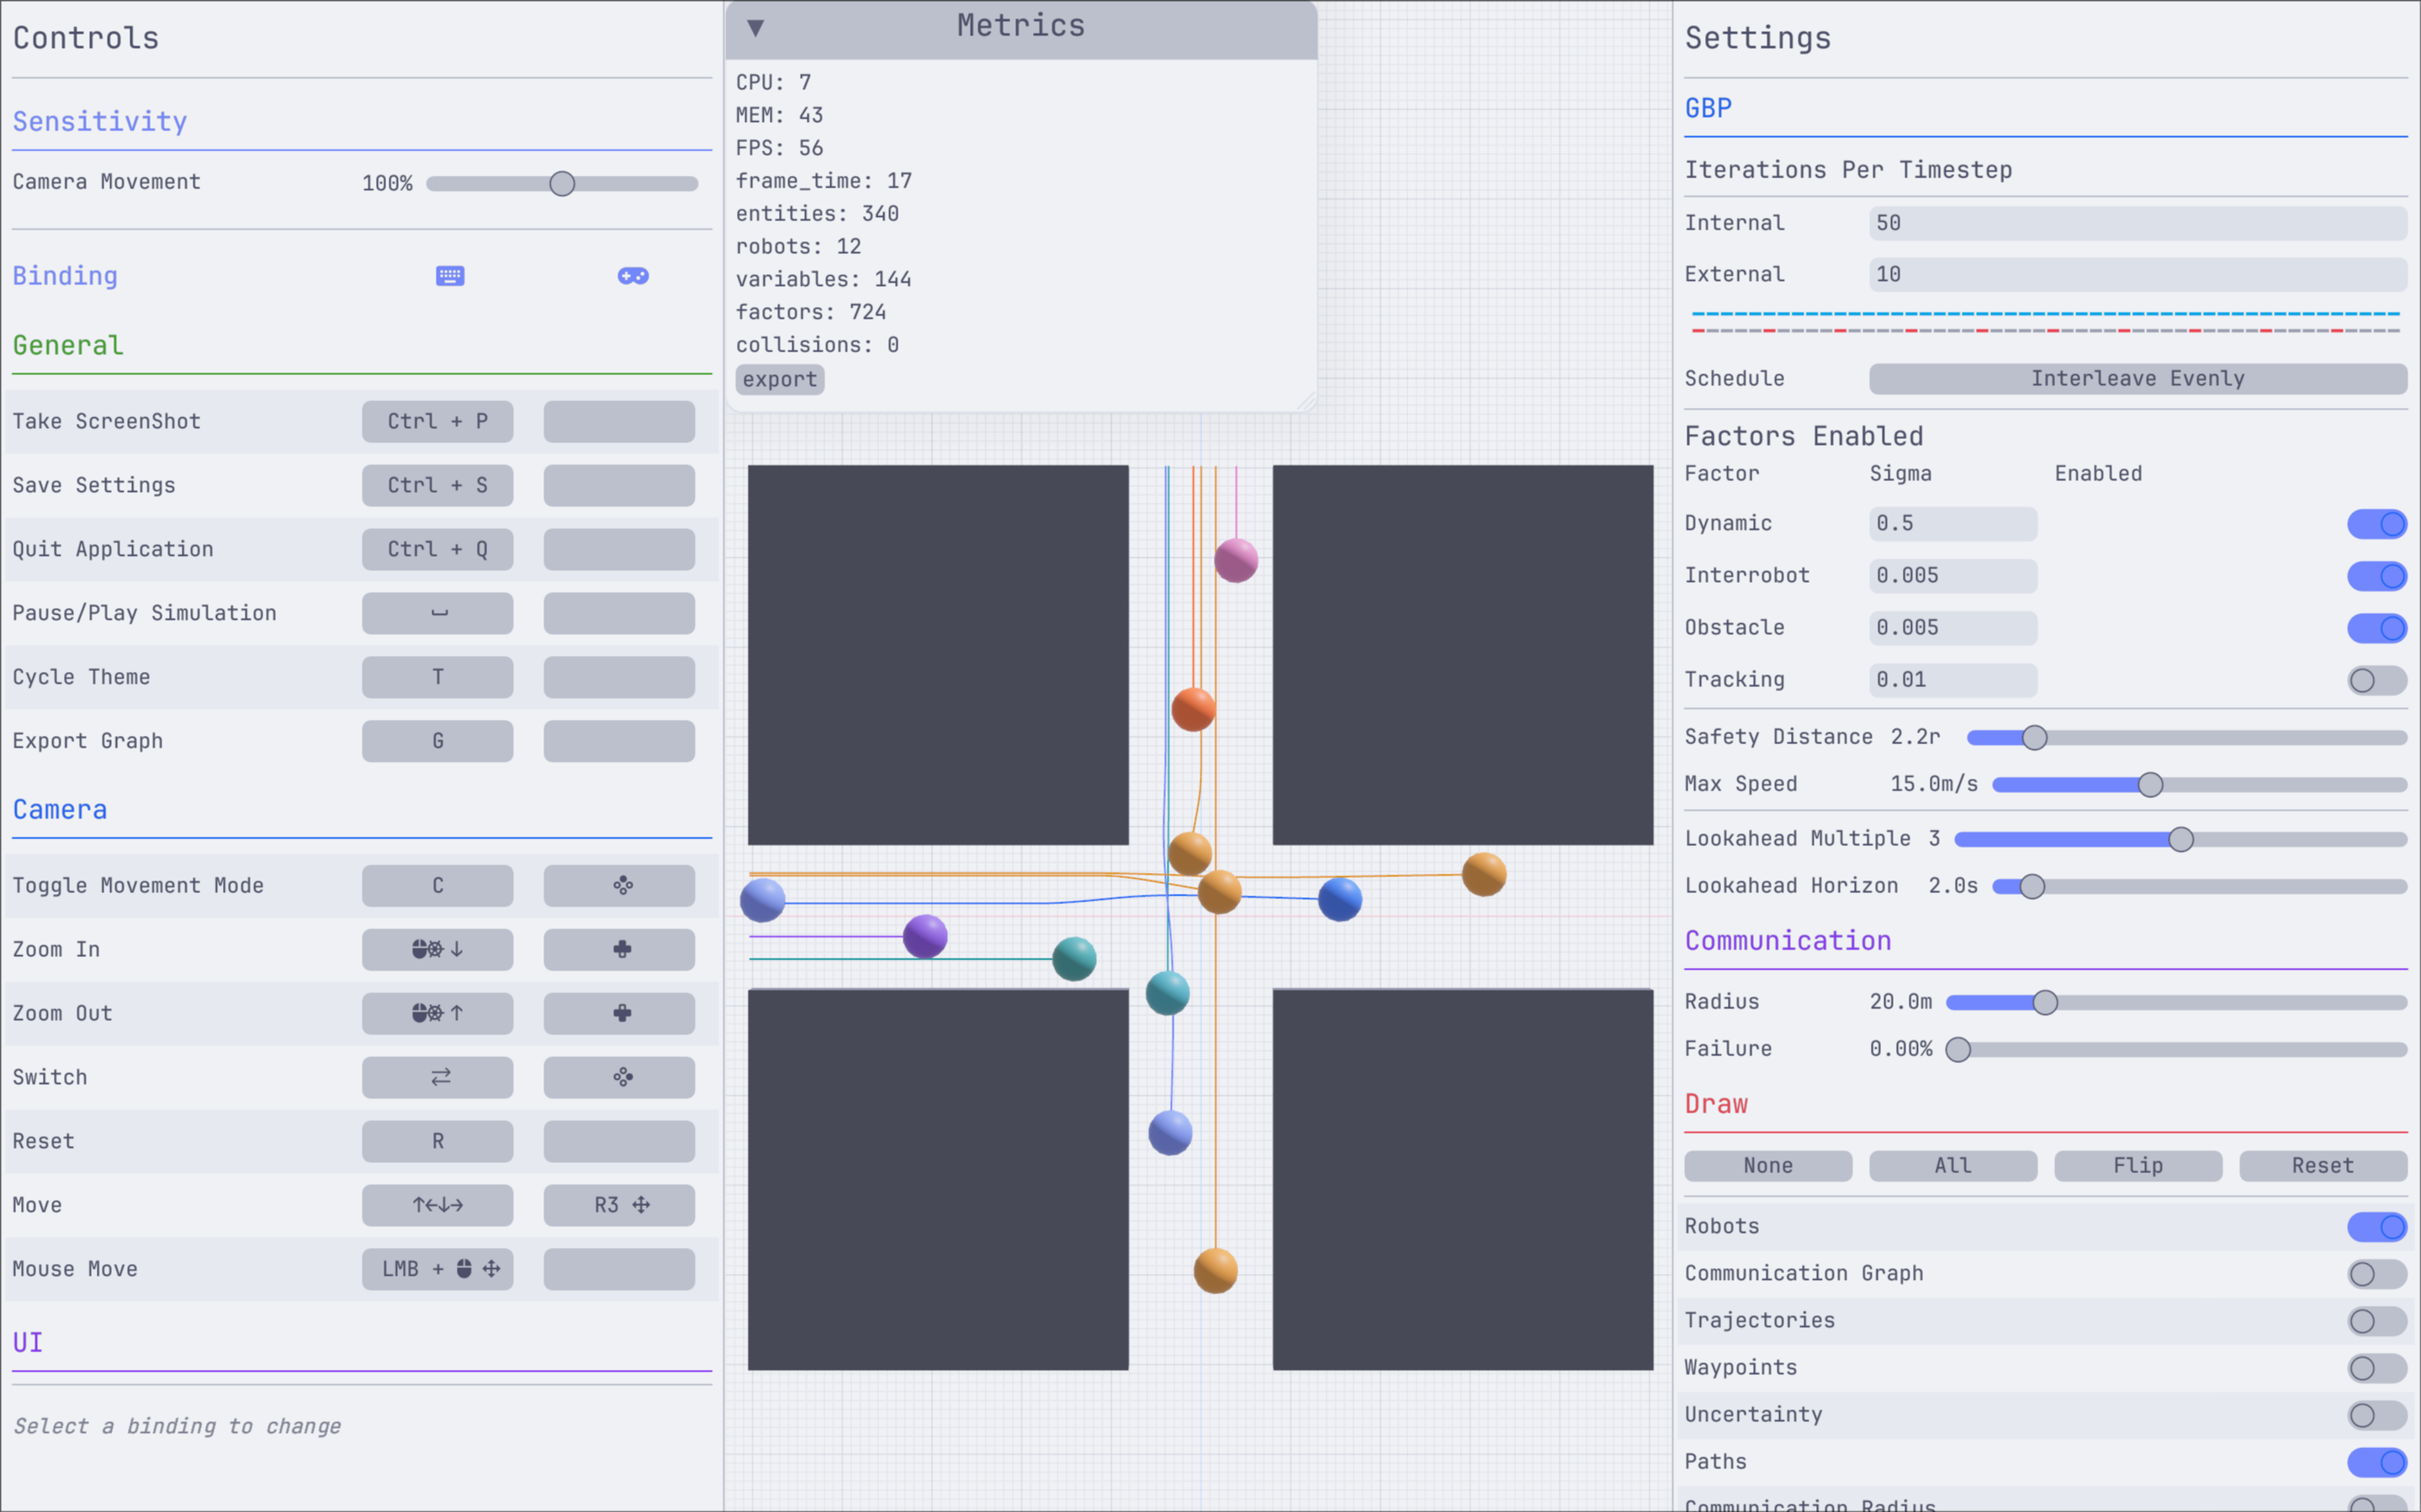 Controls
Sensitivity
Camera Movement 100%
Binding
General
Take ScreenShot Ctrl + P
Save Settings Ctrl + S
Quit Application Ctrl + Q
Pause/Play Simulation
Cycle Theme T
Export Graph G
Camera
Toggle Movement Mode C
Zoom In ↓
Zoom Out ↑
Switch ⇄
Reset R
Move ↑←↓→ R3
Mouse Move LMB +
UI
Select a binding to change
▼ Metrics
CPU: 7
MEM: 43
FPS: 56
frame_time: 17
entities: 340
robots: 12
variables: 144
factors: 724
collisions: 0
export
Settings
GBP
Iterations Per Timestep
Internal 50
External 10
Schedule Interleave Evenly
Factors Enabled
Factor Sigma Enabled
Dynamic 0.5
Interrobot 0.005
Obstacle 0.005
Tracking 0.01
Safety Distance 2.2r
Max Speed 15.0m/s
Lookahead Multiple 3
Lookahead Horizon 2.0s
Communication
Radius 20.0m
Failure 0.00%
Draw
None All Flip Reset
Robots
Communication Graph
Trajectories
Waypoints
Uncertainty
Paths
Communication Radius